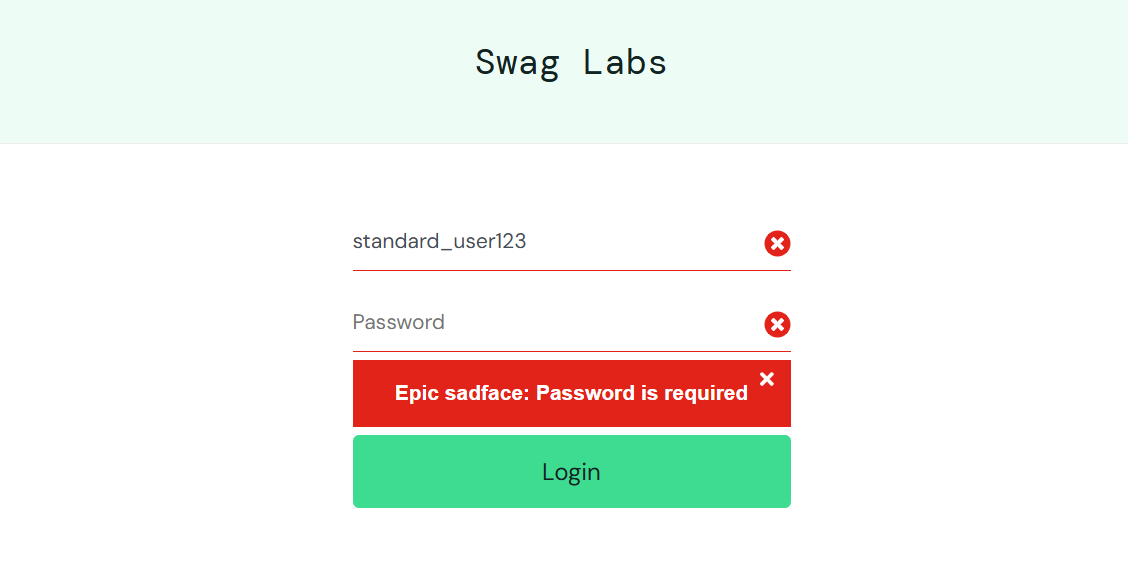 Swag Labs
standard_user123
Password
Epic sadface: Password is required
Login